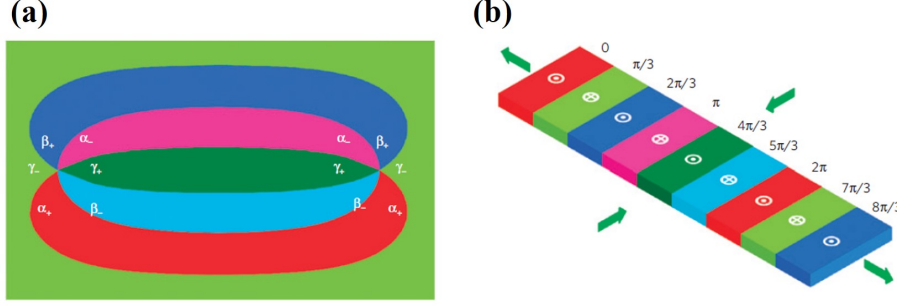 (a)
β₊ α₋ α₋ β₊
γ₋ γ₊ γ₊ γ₋
α₊ β₋ β₋ α₊
(b)
0
π/3
2π/3
π
4π/3
5π/3
2π
7π/3
8π/3